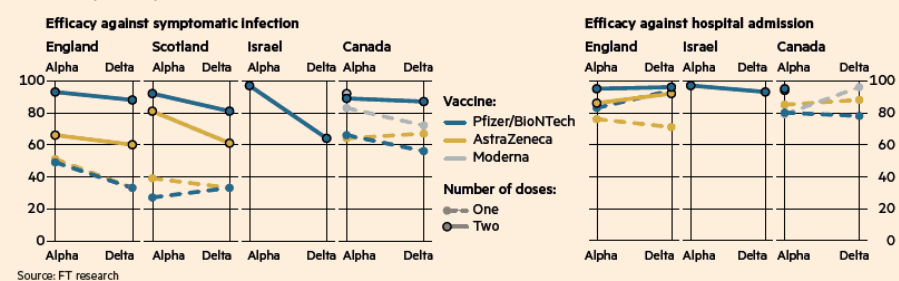 Efficacy against symptomatic infection
England Scotland Israel Canada
Alpha Delta Alpha Delta Alpha Delta Alpha Delta
100
80
60
40
20
0
Alpha Delta Alpha Delta Alpha Delta Alpha Delta
Vaccine:
Pfizer/BioNTech
AstraZeneca
Moderna
Number of doses:
One
Two
Efficacy against hospital admission
England Israel Canada
Alpha Delta Alpha Delta Alpha Delta
100
80
60
40
20
0
Alpha Delta Alpha Delta Alpha Delta
Source: FT research